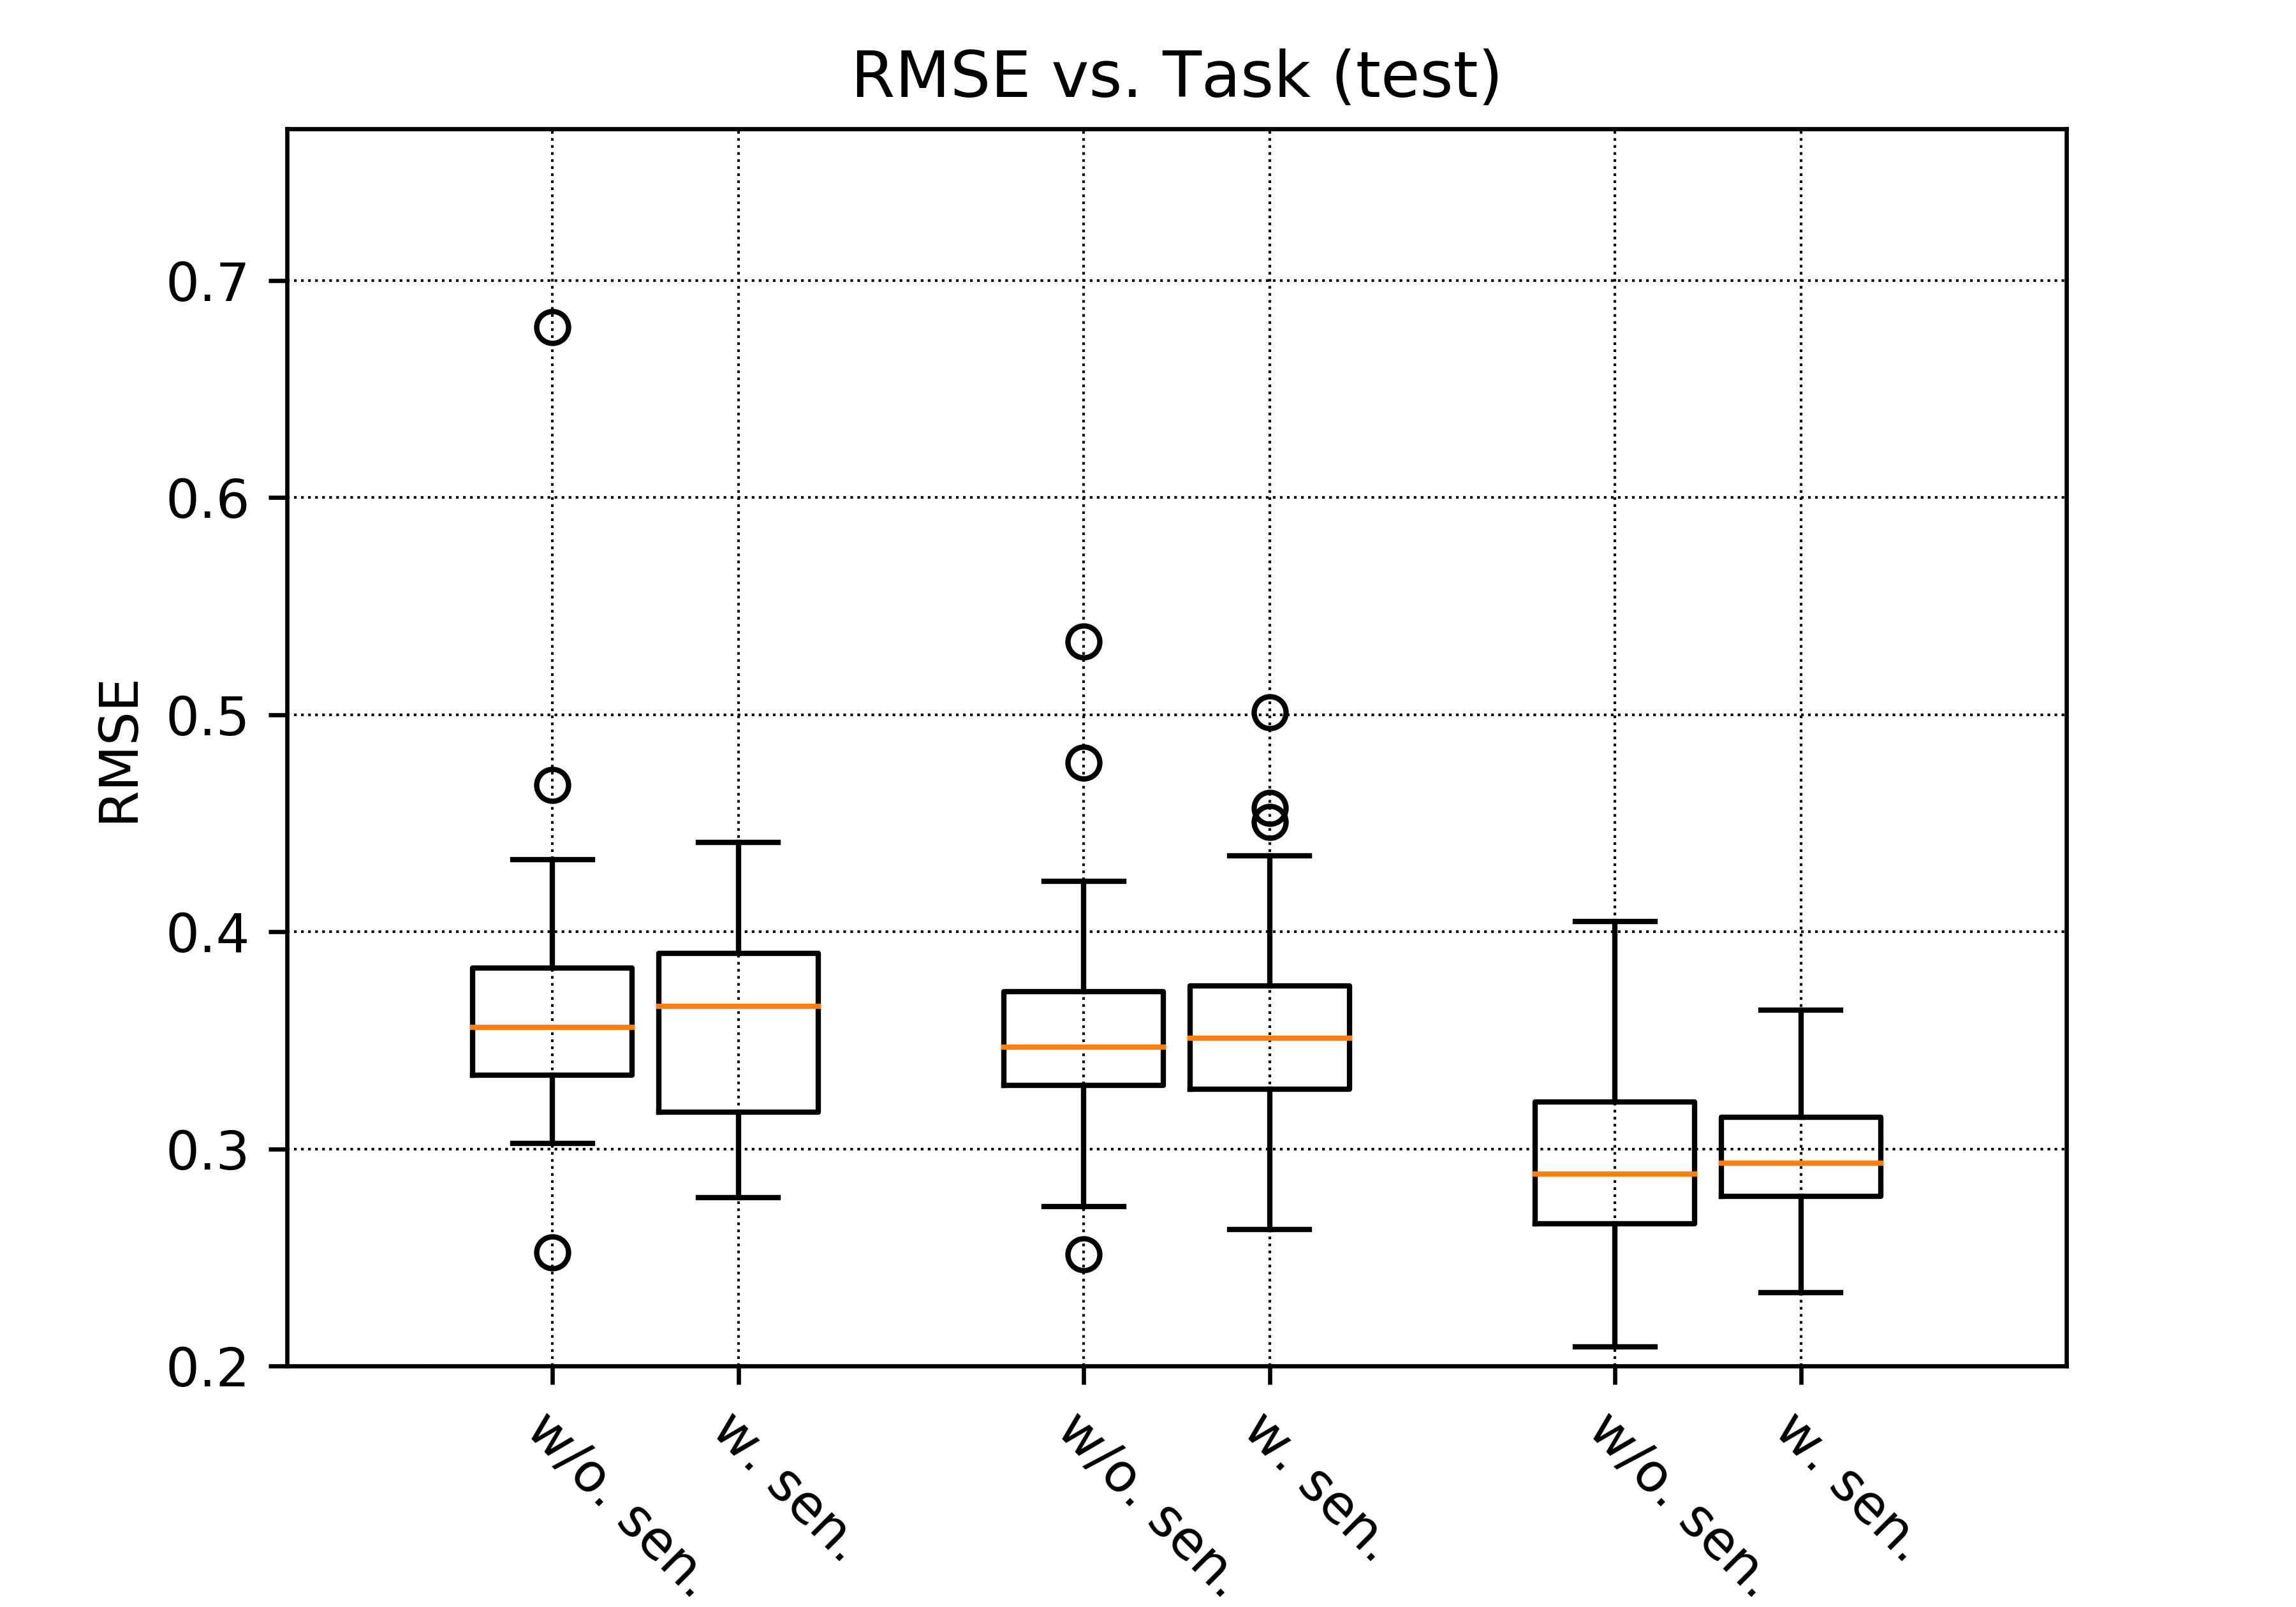 RMSE vs. Task (test)
RMSE
0.7
0.6
0.5
0.4
0.3
0.2
w/o. sen.
w. sen.
w/o. sen.
w. sen.
w/o. sen.
w. sen.